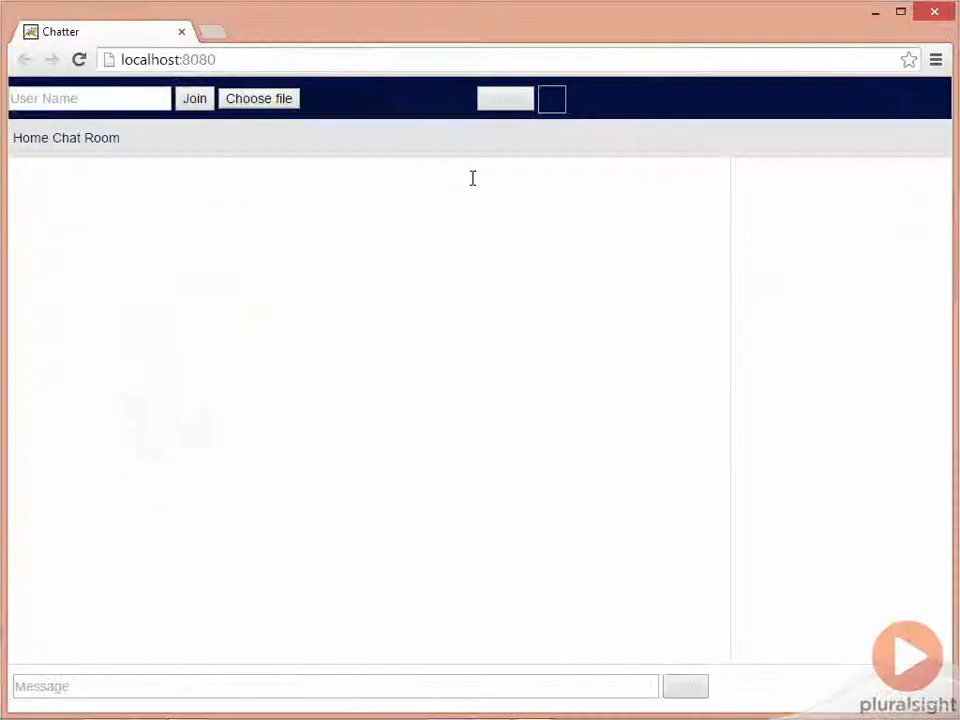 Chatter
localhost:8080
User Name Join Choose file
Home Chat Room
Message
pluralsight